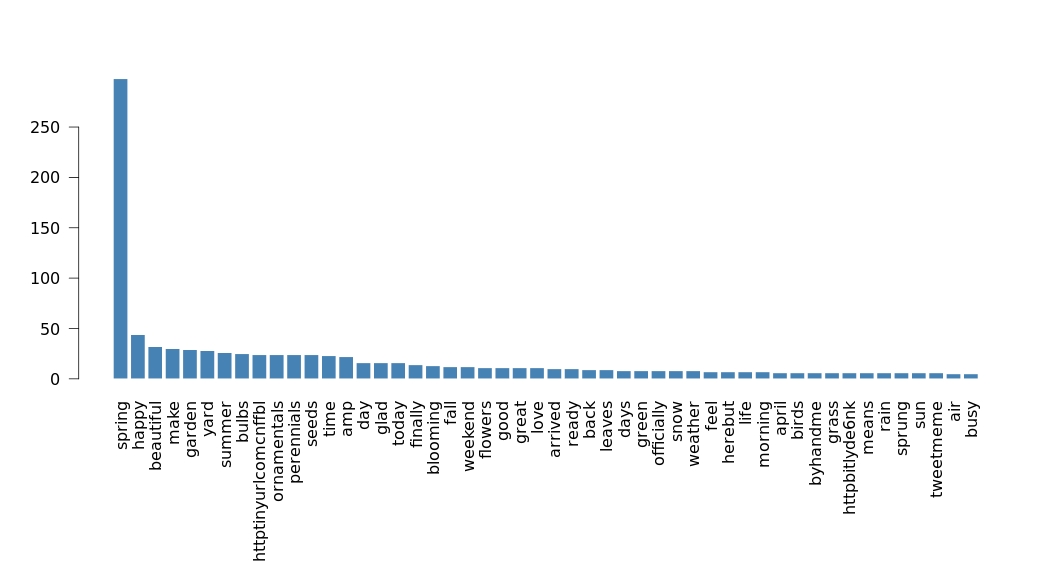 250
200
150
100
50
0
spring
happy
beautiful
make
garden
yard
summer
bulbs
httptinyurlcomcnffbl
ornamentals
perennials
seeds
time
amp
day
glad
today
finally
blooming
fall
weekend
flowers
good
great
love
arrived
ready
back
leaves
days
green
officially
snow
weather
feel
herebut
life
morning
april
birds
byhandme
grass
httpbitlyde6nk
means
rain
sprung
sun
tweetmeme
air
busy